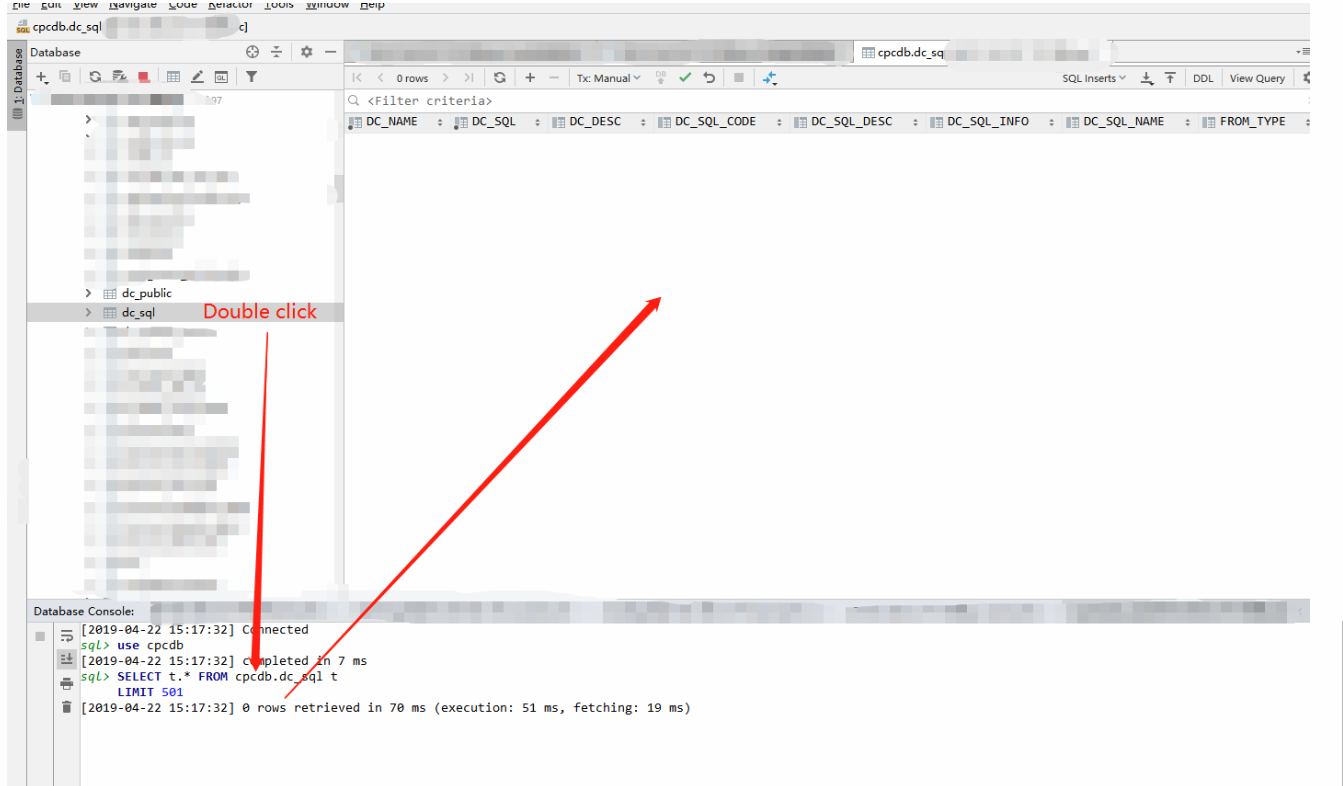 File Edit View Navigate Code Refactor Tools Window Help
cpcdb.dc_sql
c]
1: Database
Database
cpcdb.dc_sq
0 rows
Tx: Manual
DB
SQL Inserts
DDL
View Query
97
<Filter criteria>
DC_NAME DC_SQL DC_DESC DC_SQL_CODE DC_SQL_DESC DC_SQL_INFO DC_SQL_NAME FROM_TYPE
dc_public
dc_sql
Double click
Database Console:
[2019-04-22 15:17:32] Connected
sql> use cpcdb
[2019-04-22 15:17:32] completed in 7 ms
sql> SELECT t.* FROM cpcdb.dc_sql t
LIMIT 501
[2019-04-22 15:17:32] 0 rows retrieved in 70 ms (execution: 51 ms, fetching: 19 ms)